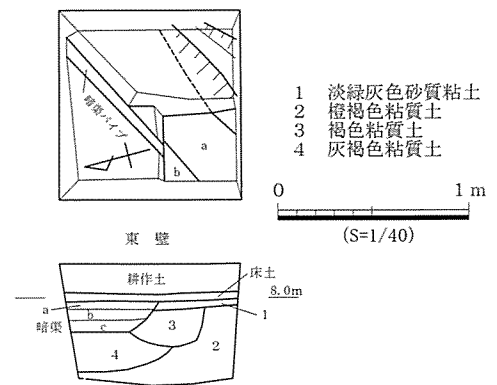 暗渠パイプ
a
b
1 淡緑灰色砂質粘土
2 橙褐色粘質土
3 褐色粘質土
4 灰褐色粘質土
0 1 m
(S=1/40)
東 壁
耕作土
床土
8.0m
a
b
暗渠
c
1
2
3
4